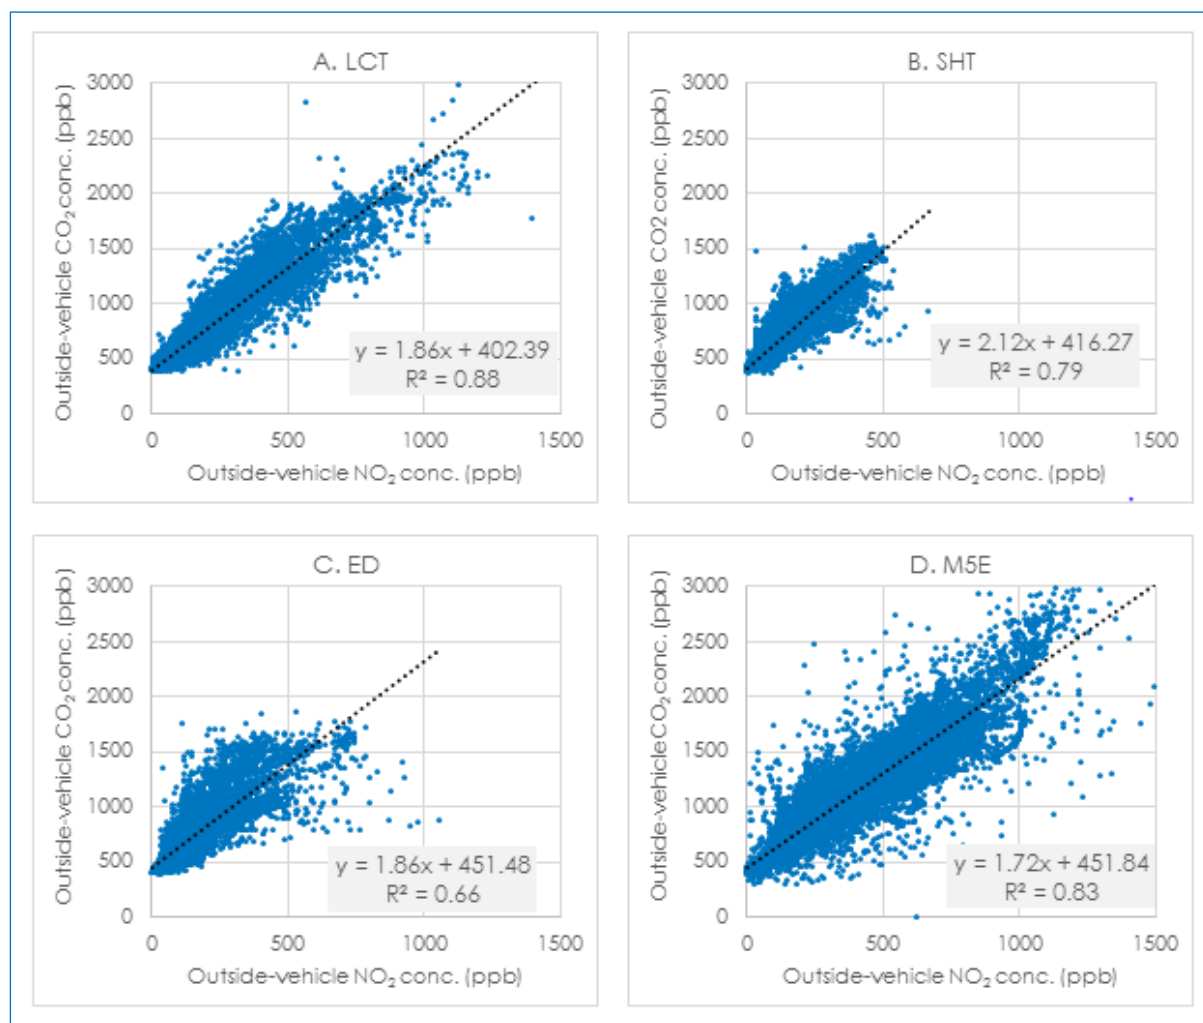 A. LCT
Outside-vehicle CO₂ conc. (ppb)
3000
2500
2000
1500
1000
500
0
y = 1.86x + 402.39
R² = 0.88
0 500 1000 1500
Outside-vehicle NO₂ conc. (ppb)
B. SHT
Outside-vehicle CO2 conc. (ppb)
3000
2500
2000
1500
1000
500
0
y = 2.12x + 416.27
R² = 0.79
0 500 1000 1500
Outside-vehicle NO₂ conc. (ppb)
C. ED
Outside-vehicle CO₂ conc. (ppb)
3000
2500
2000
1500
1000
500
0
y = 1.86x + 451.48
R² = 0.66
0 500 1000 1500
Outside-vehicle NO₂ conc. (ppb)
D. M5E
Outside-vehicle CO₂ conc. (ppb)
3000
2500
2000
1500
1000
500
0
y = 1.72x + 451.84
R² = 0.83
0 500 1000 1500
Outside-vehicle NO₂ conc. (ppb)